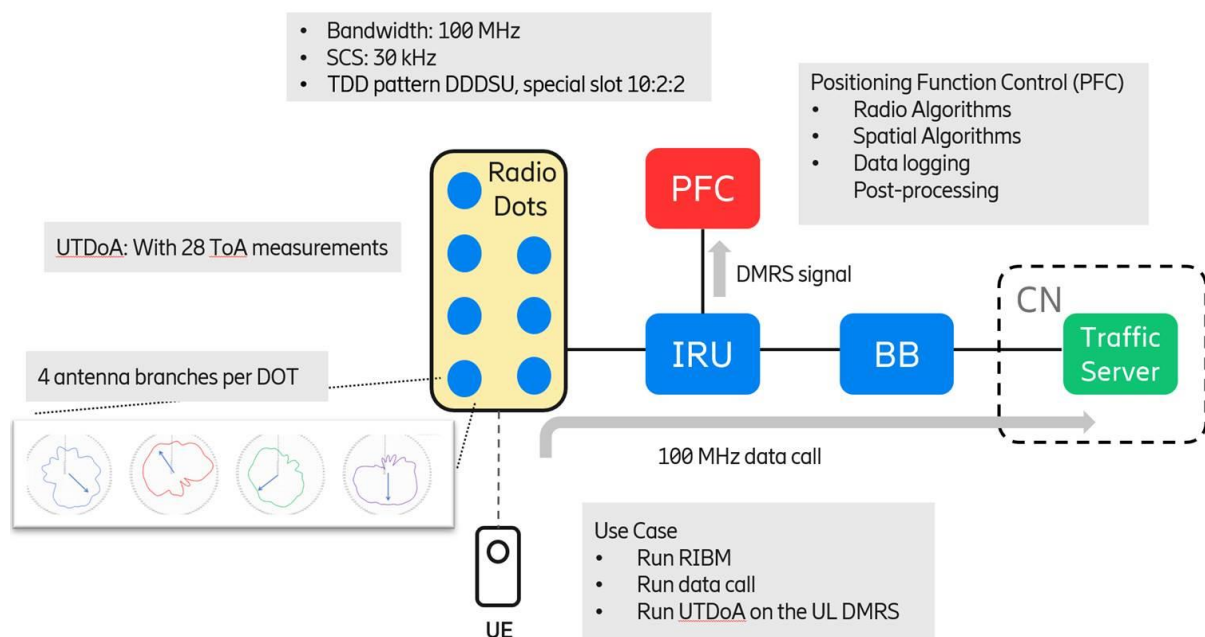 • Bandwidth: 100 MHz
• SCS: 30 kHz
• TDD pattern DDDSU, special slot 10:2:2
Positioning Function Control (PFC)
• Radio Algorithms
• Spatial Algorithms
• Data logging
Post-processing
Radio
Dots
PFC
UTDoA: With 28 ToA measurements
DMRS signal
CN
IRU
BB
Traffic
Server
4 antenna branches per DOT
100 MHz data call
Use Case
• Run RIBM
• Run data call
• Run UTDoA on the UL DMRS
UE